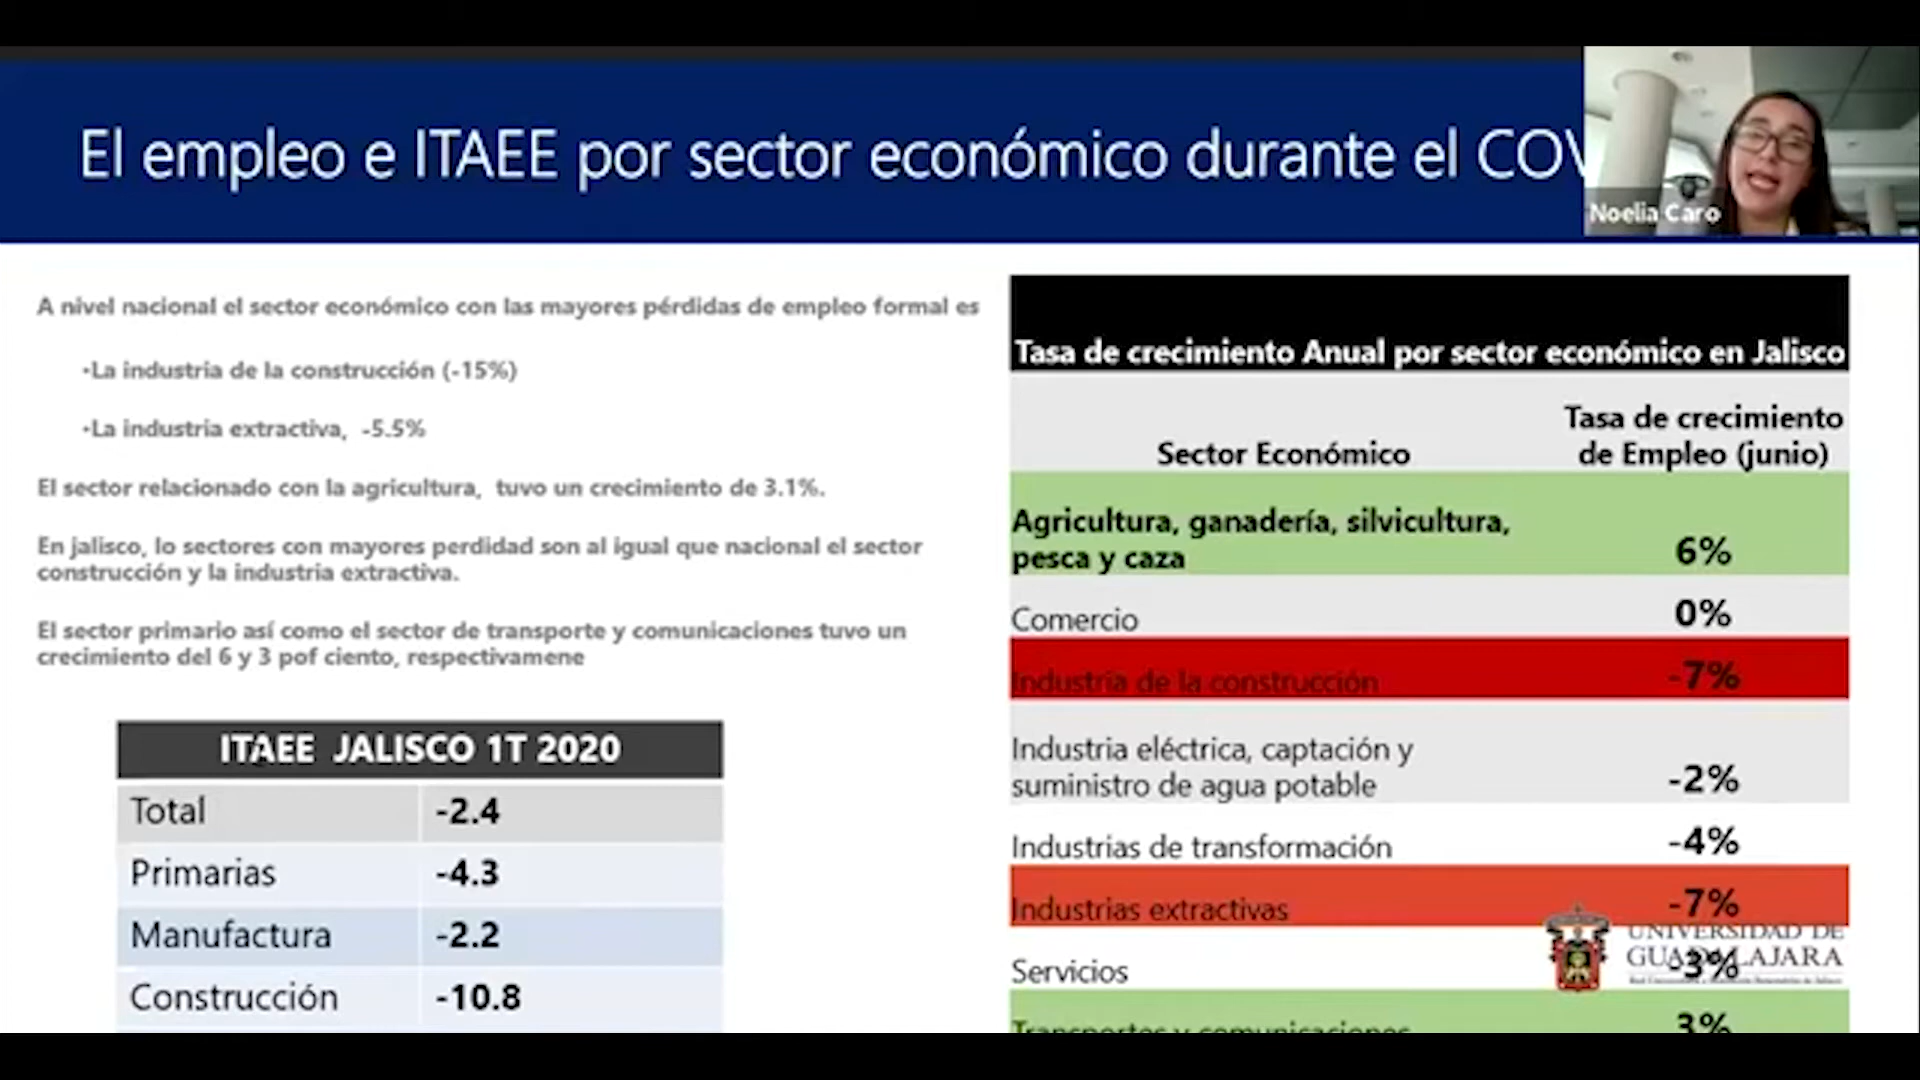 El empleo e ITAEE por sector económico durante el COV
Noelia Caro
A nivel nacional el sector económico con las mayores pérdidas de empleo formal es
•La industria de la construcción (-15%)
•La industria extractiva, -5.5%
El sector relacionado con la agricultura, tuvo un crecimiento de 3.1%.
En jalisco, lo sectores con mayores perdidad son al igual que nacional el sector
construcción y la industria extractiva.
El sector primario así como el sector de transporte y comunicaciones tuvo un
crecimiento del 6 y 3 pof ciento, respectivamene
ITAEE JALISCO 1T 2020
Total -2.4
Primarias -4.3
Manufactura -2.2
Construcción -10.8
Tasa de crecimiento Anual por sector económico en Jalisco
Tasa de crecimiento
Sector Económico de Empleo (junio)
Agricultura, ganadería, silvicultura,
pesca y caza 6%
Comercio 0%
Industria de la construcción -7%
Industria eléctrica, captación y
suministro de agua potable -2%
Industrias de transformación -4%
Industrias extractivas -7%
Servicios -3%
Transportes y comunicaciones 3%
UNIVERSIDAD DE
GUADALAJARA